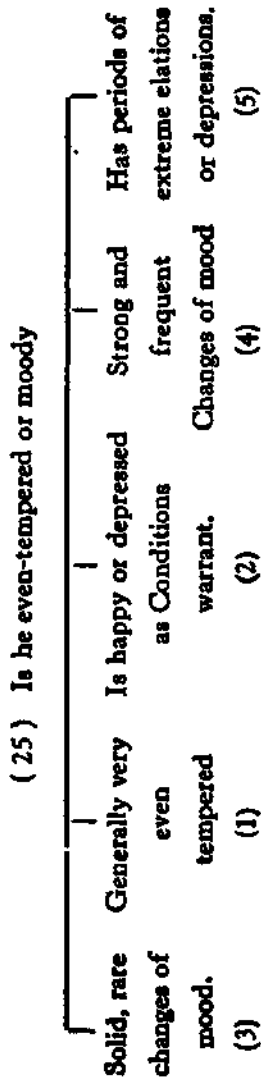 ( 25 ) Is he even-tempered or moody
Solid, rare Generally very Is happy or depressed Strong and Has periods of
changes of even as Conditions frequent extreme elations
mood. tempered warrant. Changes of mood or depressions.
(3) (1) (2) (4) (5)